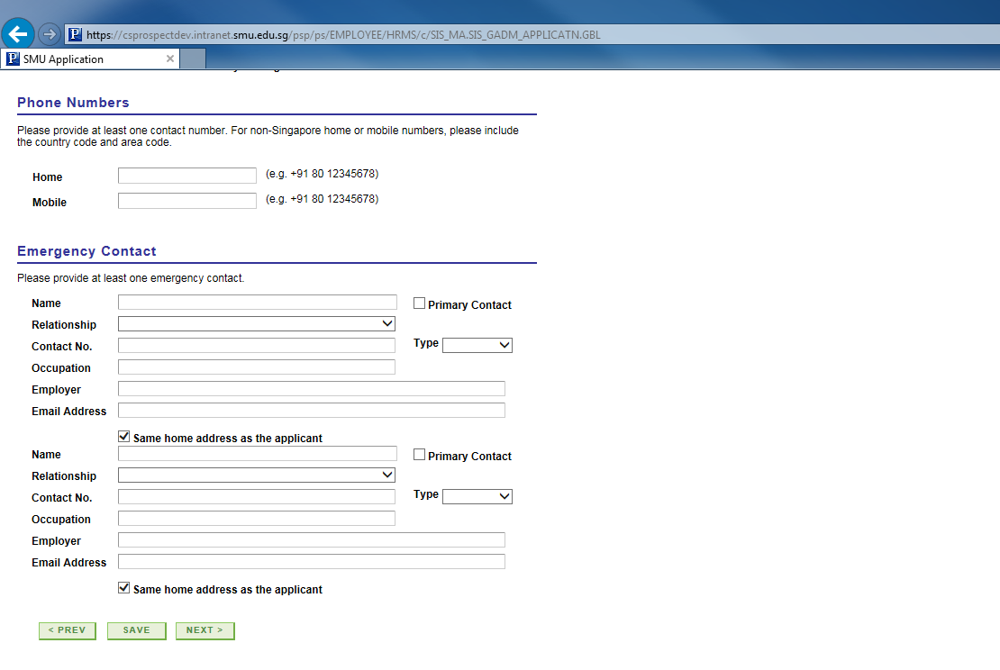 https://csprospectdev.intranet.smu.edu.sg/psp/ps/EMPLOYEE/HRMS/c/SIS_MA.SIS_GADM_APPLICATN.GBL
SMU Application
Phone Numbers
Please provide at least one contact number. For non-Singapore home or mobile numbers, please include
the country code and area code.
Home (e.g. +91 80 12345678)
Mobile (e.g. +91 80 12345678)
Emergency Contact
Please provide at least one emergency contact.
Name Primary Contact
Relationship
Contact No. Type
Occupation
Employer
Email Address
Same home address as the applicant
Name Primary Contact
Relationship
Contact No. Type
Occupation
Employer
Email Address
Same home address as the applicant
< PREV SAVE NEXT >